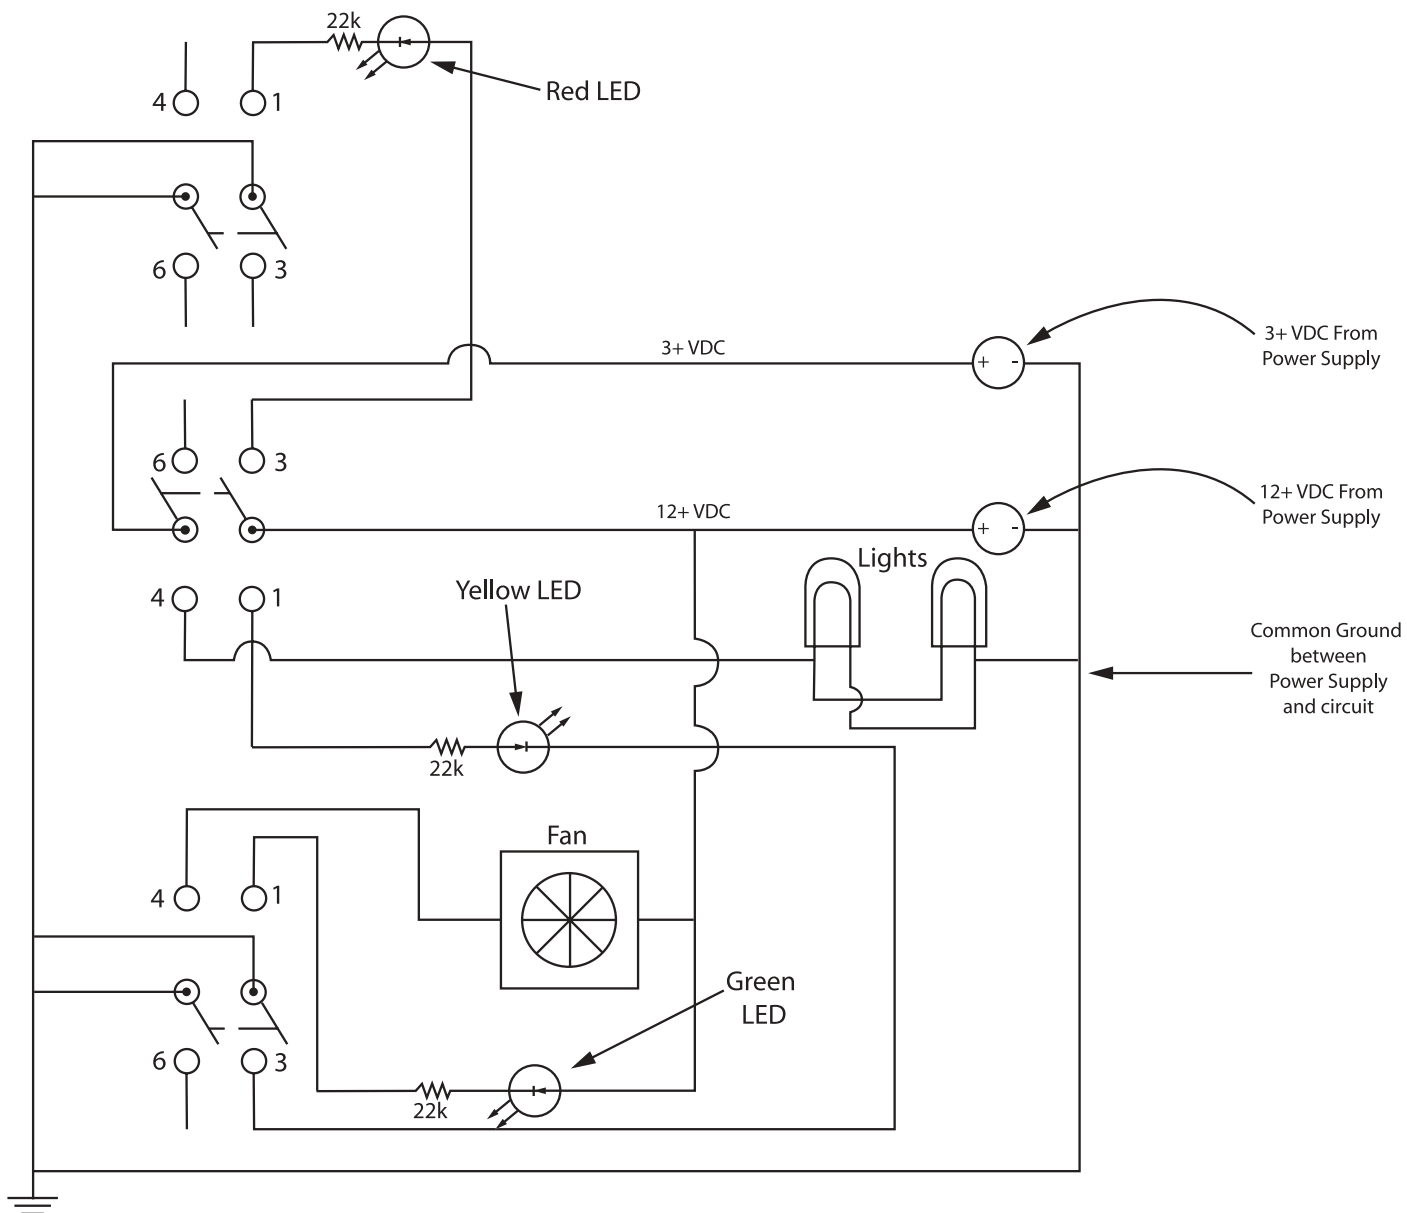 22k
4
1
Red LED
6
3
3+ VDC
+ -
3+ VDC From
Power Supply
6
3
12+ VDC
+ -
12+ VDC From
Power Supply
Lights
4
1
Yellow LED
Common Ground
between
Power Supply
and circuit
22k
Fan
4
1
Green
LED
6
3
22k